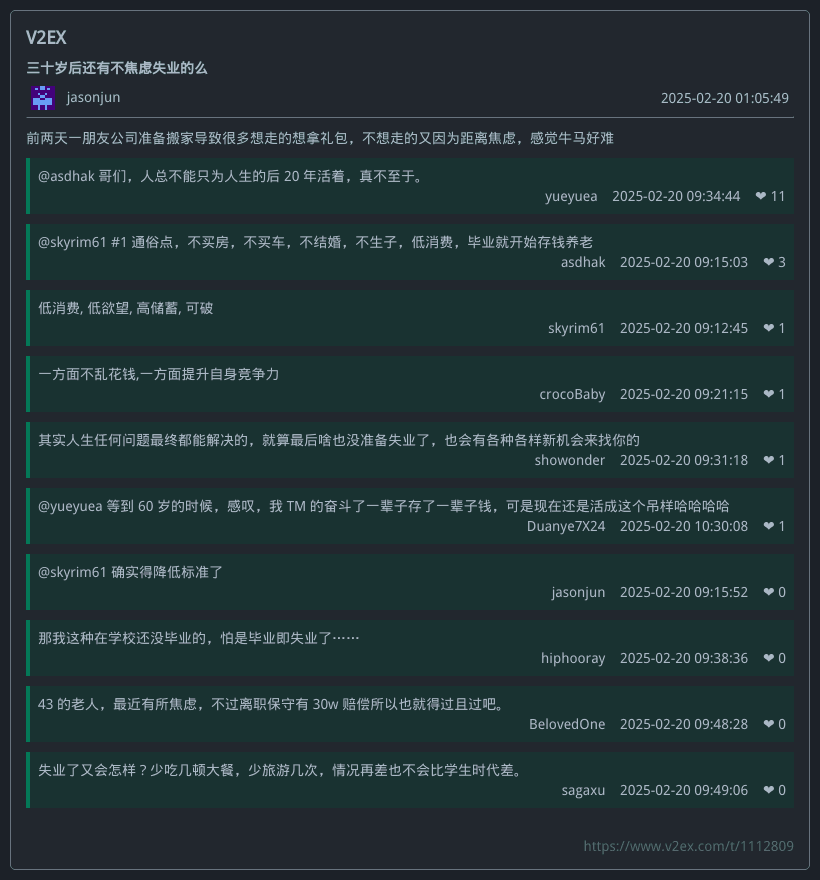 V2EX
三十岁后还有不焦虑失业的么
jasonjun 2025-02-20 01:05:49
前两天一朋友公司准备搬家导致很多想走的想拿礼包，不想走的又因为距离焦虑，感觉牛马好难
@asdhak 哥们，人总不能只为人生的后 20 年活着，真不至于。
yueyuea 2025-02-20 09:34:44 ❤ 11
@skyrim61 #1 通俗点，不买房，不买车，不结婚，不生子，低消费，毕业就开始存钱养老
asdhak 2025-02-20 09:15:03 ❤ 3
低消费, 低欲望, 高储蓄, 可破
skyrim61 2025-02-20 09:12:45 ❤ 1
一方面不乱花钱,一方面提升自身竞争力
crocoBaby 2025-02-20 09:21:15 ❤ 1
其实人生任何问题最终都能解决的，就算最后啥也没准备失业了，也会有各种各样新机会来找你的
showonder 2025-02-20 09:31:18 ❤ 1
@yueyuea 等到 60 岁的时候，感叹，我 TM 的奋斗了一辈子存了一辈子钱，可是现在还是活成这个吊样哈哈哈哈
Duanye7X24 2025-02-20 10:30:08 ❤ 1
@skyrim61 确实得降低标准了
jasonjun 2025-02-20 09:15:52 ❤ 0
那我这种在学校还没毕业的，怕是毕业即失业了……
hiphooray 2025-02-20 09:38:36 ❤ 0
43 的老人，最近有所焦虑，不过离职保守有 30w 赔偿所以也就得过且过吧。
BelovedOne 2025-02-20 09:48:28 ❤ 0
失业了又会怎样？少吃几顿大餐，少旅游几次，情况再差也不会比学生时代差。
sagaxu 2025-02-20 09:49:06 ❤ 0
https://www.v2ex.com/t/1112809